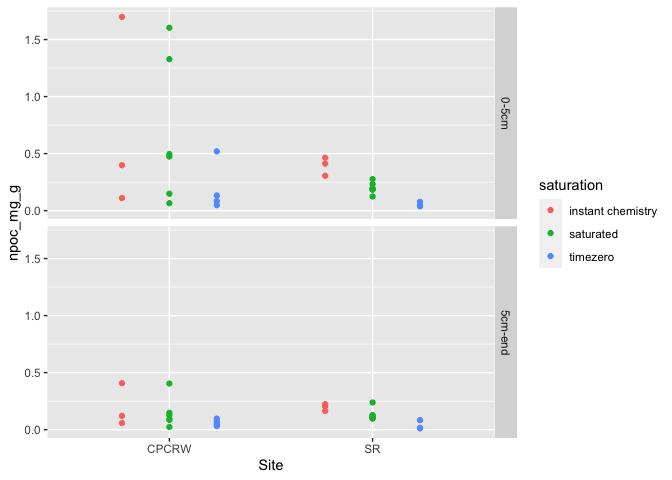 npoc_mg_g
1.5
1.0
0.5
0.0
0-5cm
1.5
1.0
0.5
0.0
5cm-end
CPCRW
SR
Site
saturation
instant chemistry
saturated
timezero